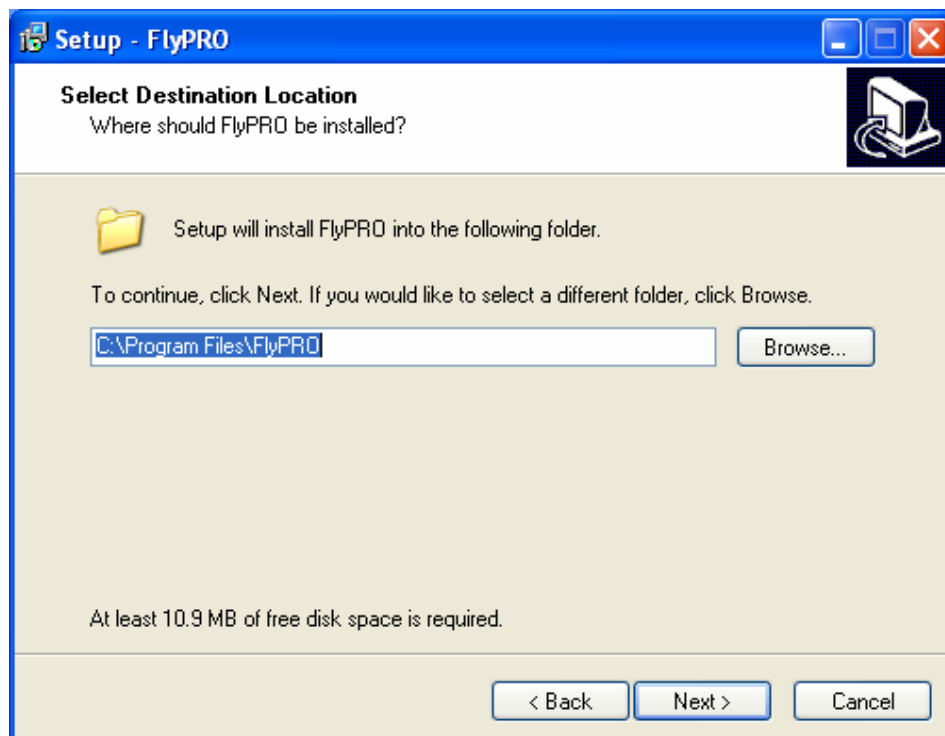 Setup - FlyPRO
Select Destination Location
Where should FlyPRO be installed?
Setup will install FlyPRO into the following folder.
To continue, click Next. If you would like to select a different folder, click Browse.
C:\Program Files\FlyPRO
Browse...
At least 10.9 MB of free disk space is required.
< Back
Next >
Cancel